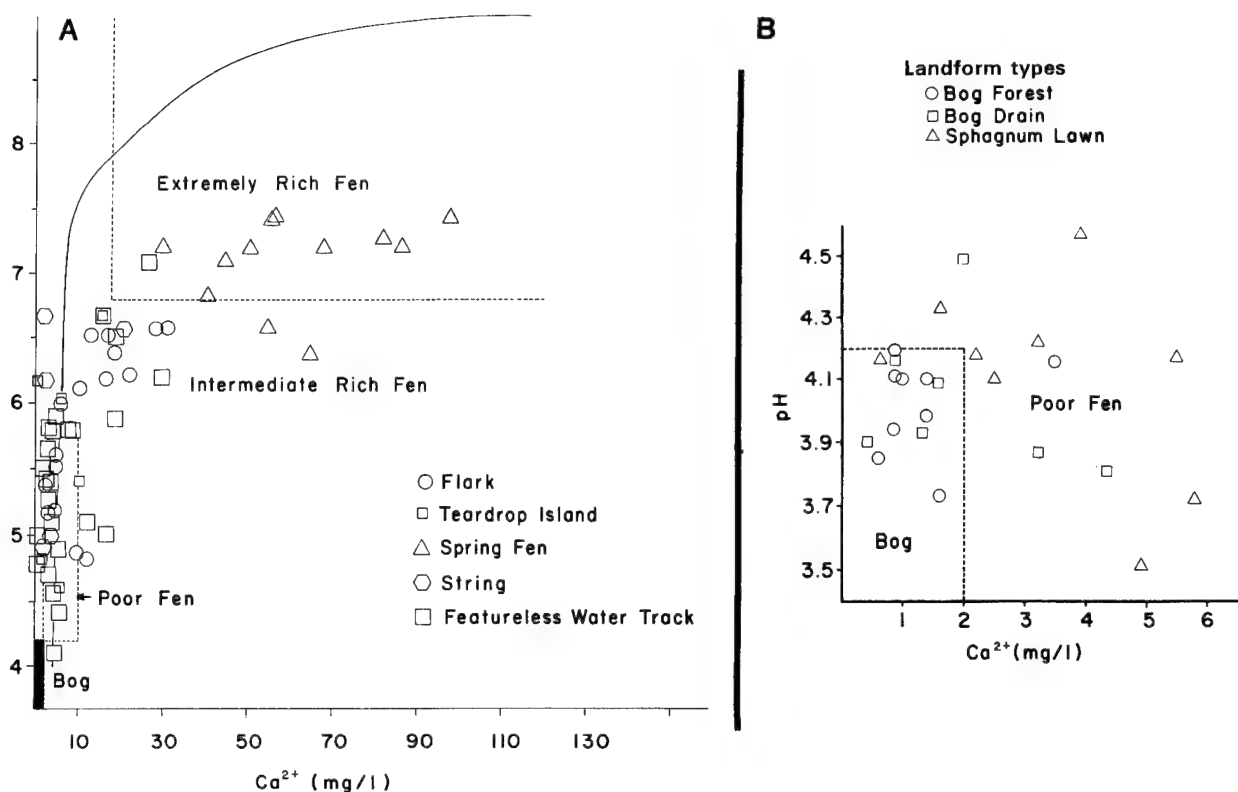 A
8
7
6
5
4
Extremely Rich Fen
Intermediate Rich Fen
Flark
Teardrop Island
Spring Fen
String
Featureless Water Track
Poor Fen
Bog
10 30 50 70 90 110 130
Ca²⁺ (mg/l)
B
Landform types
Bog Forest
Bog Drain
Sphagnum Lawn
pH
4.5
4.3
4.1
3.9
3.7
3.5
Poor Fen
Bog
1 2 3 4 5 6
Ca²⁺(mg/l)